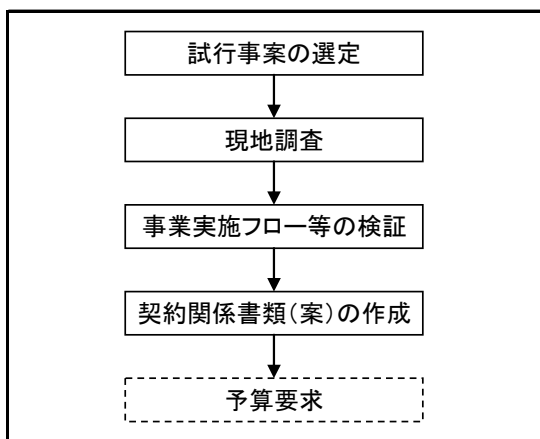 試行事案の選定
現地調査
事業実施フロー等の検証
契約関係書類(案)の作成
予算要求